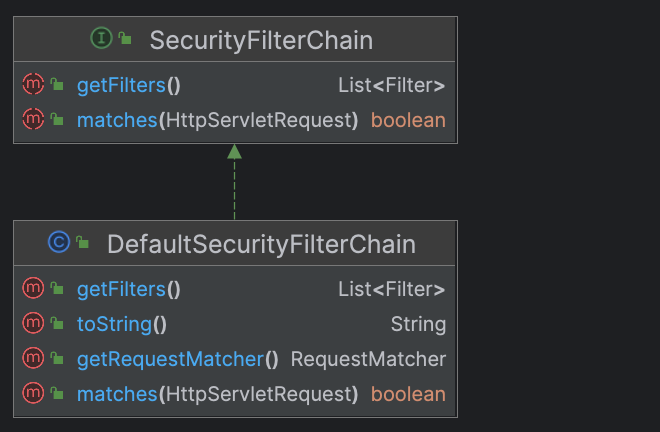 I SecurityFilterChain
m getFilters() List<Filter>
m matches(HttpServletRequest) boolean
C DefaultSecurityFilterChain
m getFilters() List<Filter>
m toString() String
m getRequestMatcher() RequestMatcher
m matches(HttpServletRequest) boolean